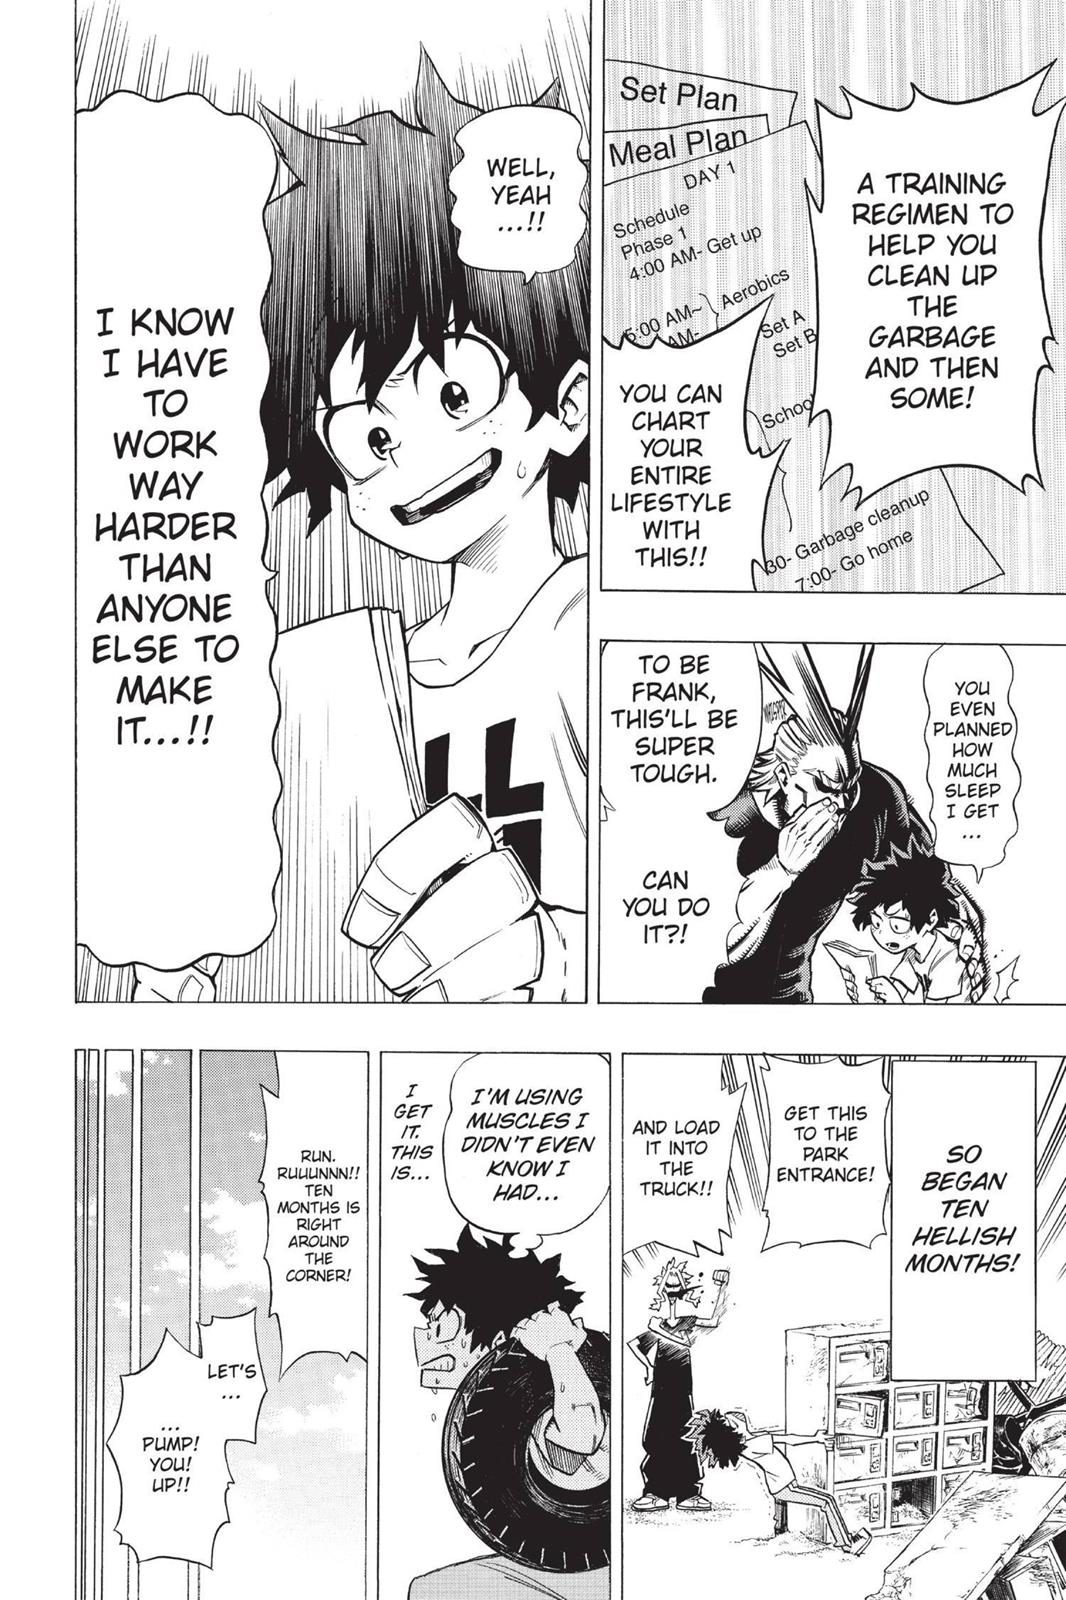 A TRAINING
REGIMEN TO
HELP YOU
CLEAN UP
THE
GARBAGE
AND THEN
SOME!
Set Plan
Meal Plan
DAY 1
Schedule
Phase 1
4:00 AM- Get up
5:00 AM~
AM-
Aerobics
Set A
Set B
School
30- Garbage cleanup
7:00- Go home
YOU CAN
CHART
YOUR
ENTIRE
LIFESTYLE
WITH
THIS!!
WELL,
YEAH
...!!
I KNOW
I HAVE
TO
WORK
WAY
HARDER
THAN
ANYONE
ELSE TO
MAKE
IT...!!
YOU
EVEN
PLANNED
HOW
MUCH
SLEEP
I GET
...
WHISPER
TO BE
FRANK,
THIS'LL BE
SUPER
TOUGH.
CAN
YOU DO
IT?!
SO
BEGAN
TEN
HELLISH
MONTHS!
GET THIS
TO THE
PARK
ENTRANCE!
AND LOAD
IT INTO
THE
TRUCK!!
I'M USING
MUSCLES I
DIDN'T EVEN
KNOW I
HAD...
I
GET
IT.
THIS
IS...
RUN.
RUUUNNN!!
TEN
MONTHS IS
RIGHT
AROUND
THE
CORNER!
LET'S
...
...
PUMP!
YOU!
UP!!